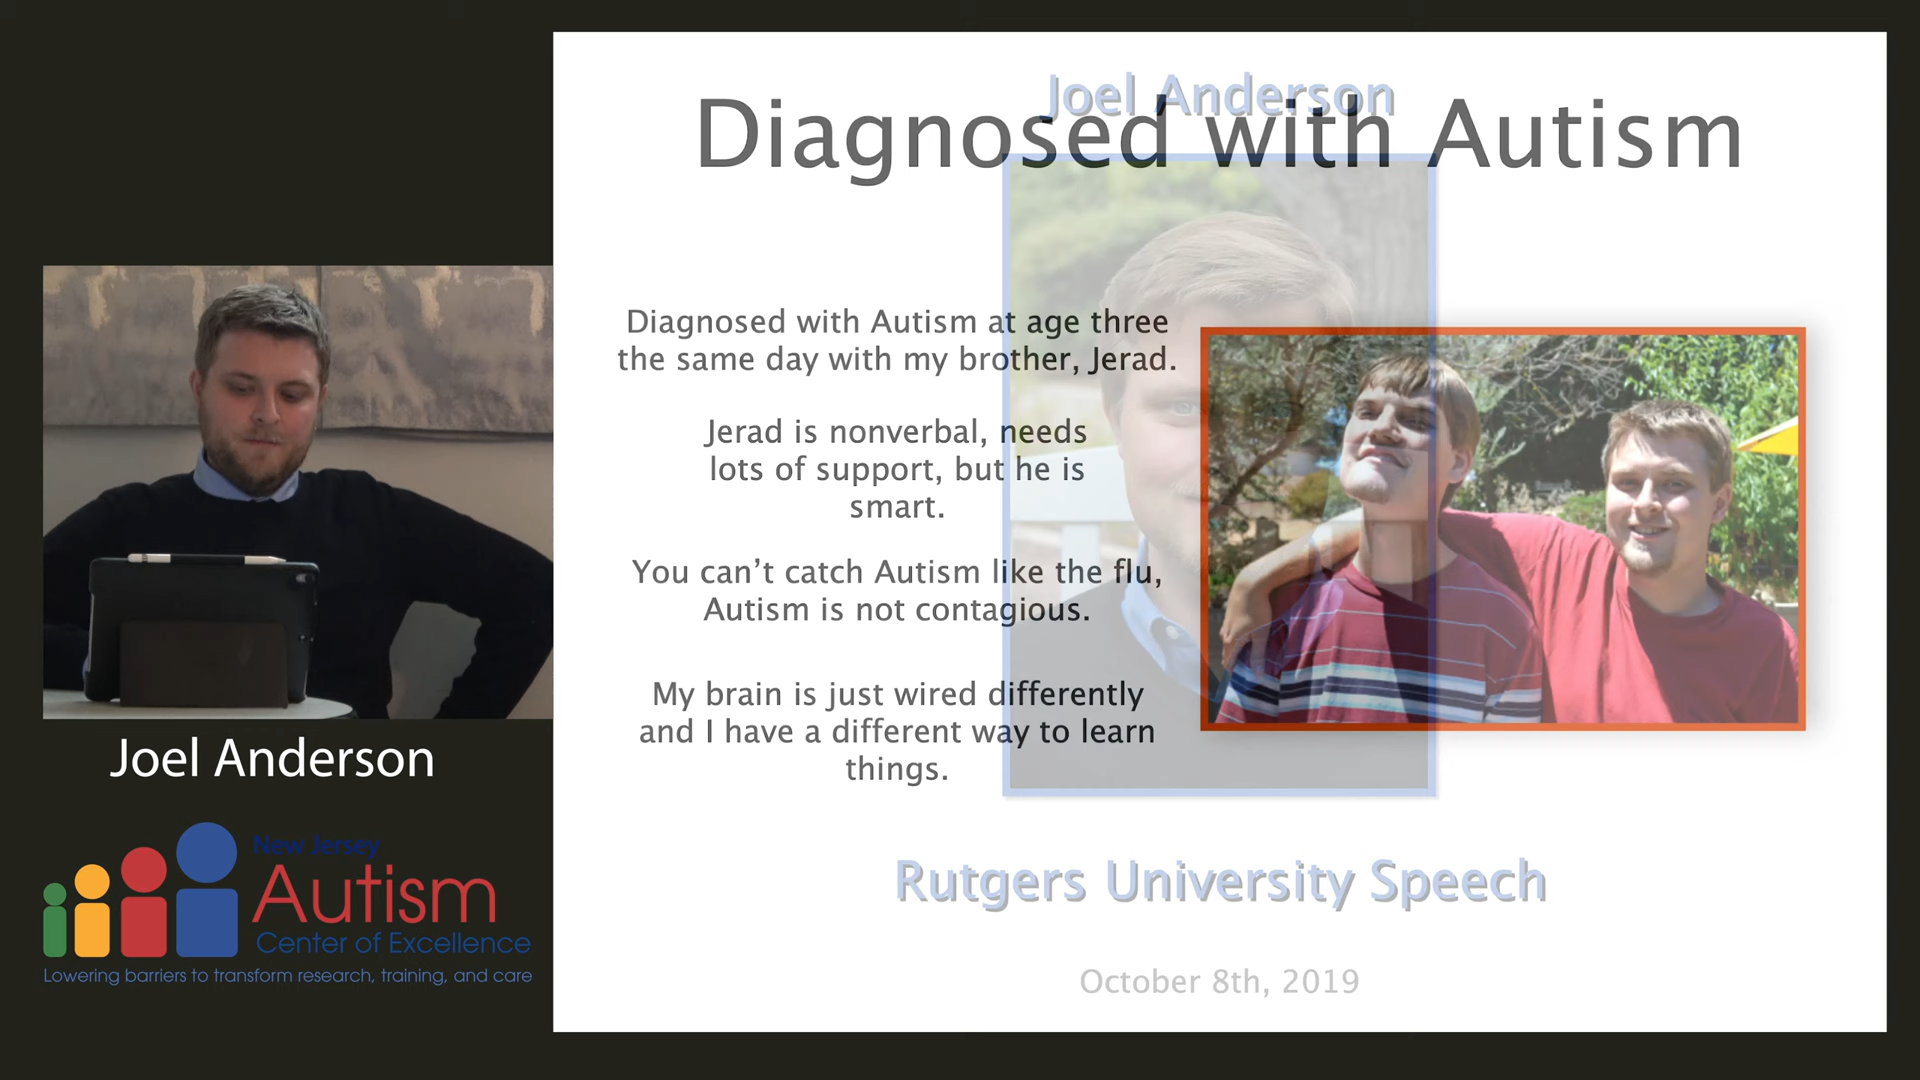 Joel Anderson
Diagnosed with Autism
Diagnosed with Autism at age three
the same day with my brother, Jerad.
Jerad is nonverbal, needs
lots of support, but he is
smart.
You can’t catch Autism like the flu,
Autism is not contagious.
My brain is just wired differently
and I have a different way to learn
things.
Rutgers University Speech
October 8th, 2019
Joel Anderson
New Jersey
Autism
Center of Excellence
Lowering barriers to transform research, training, and care